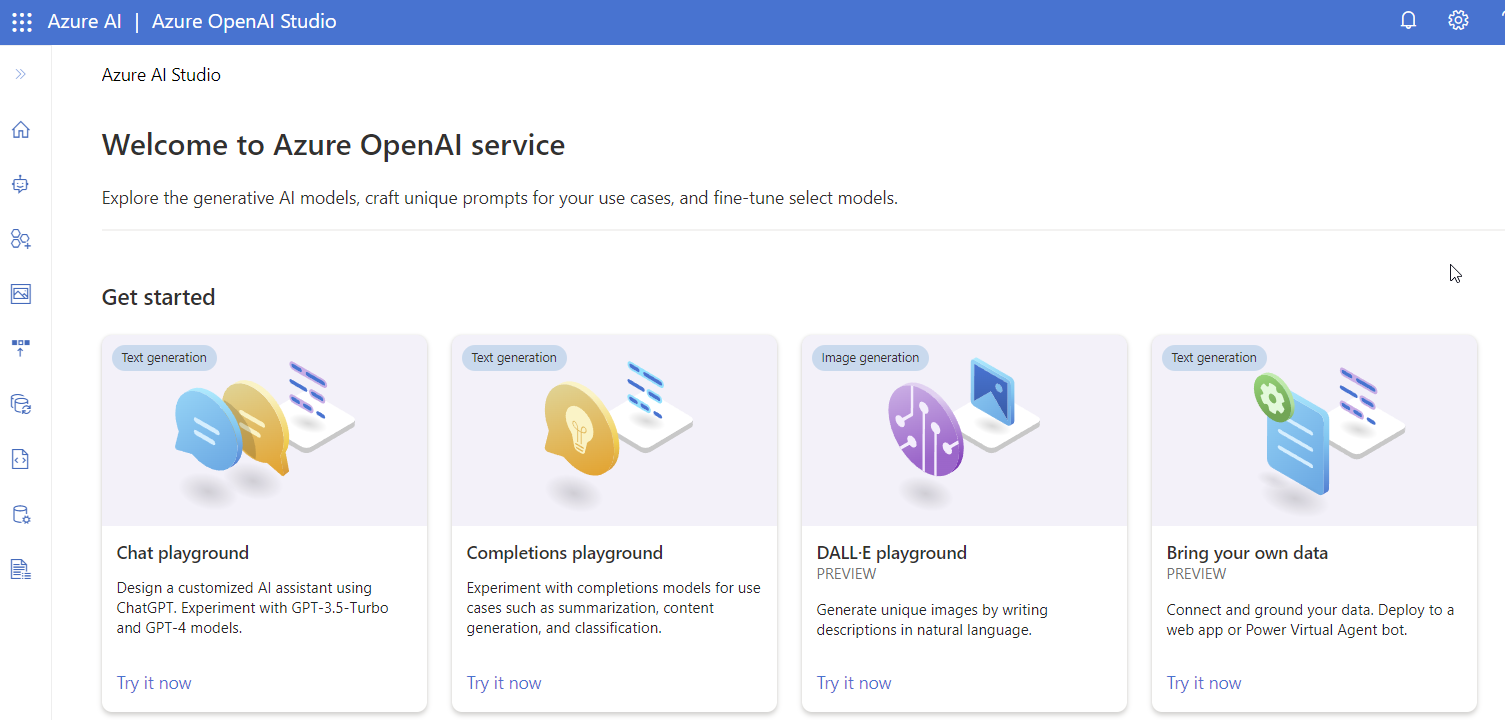 Azure AI | Azure OpenAI Studio
Azure AI Studio
Welcome to Azure OpenAI service
Explore the generative AI models, craft unique prompts for your use cases, and fine-tune select models.
Get started
Text generation
Chat playground
Design a customized AI assistant using
ChatGPT. Experiment with GPT-3.5-Turbo
and GPT-4 models.
Try it now
Text generation
Completions playground
Experiment with completions models for use
cases such as summarization, content
generation, and classification.
Try it now
Image generation
DALL·E playground
PREVIEW
Generate unique images by writing
descriptions in natural language.
Try it now
Text generation
Bring your own data
PREVIEW
Connect and ground your data. Deploy to a
web app or Power Virtual Agent bot.
Try it now